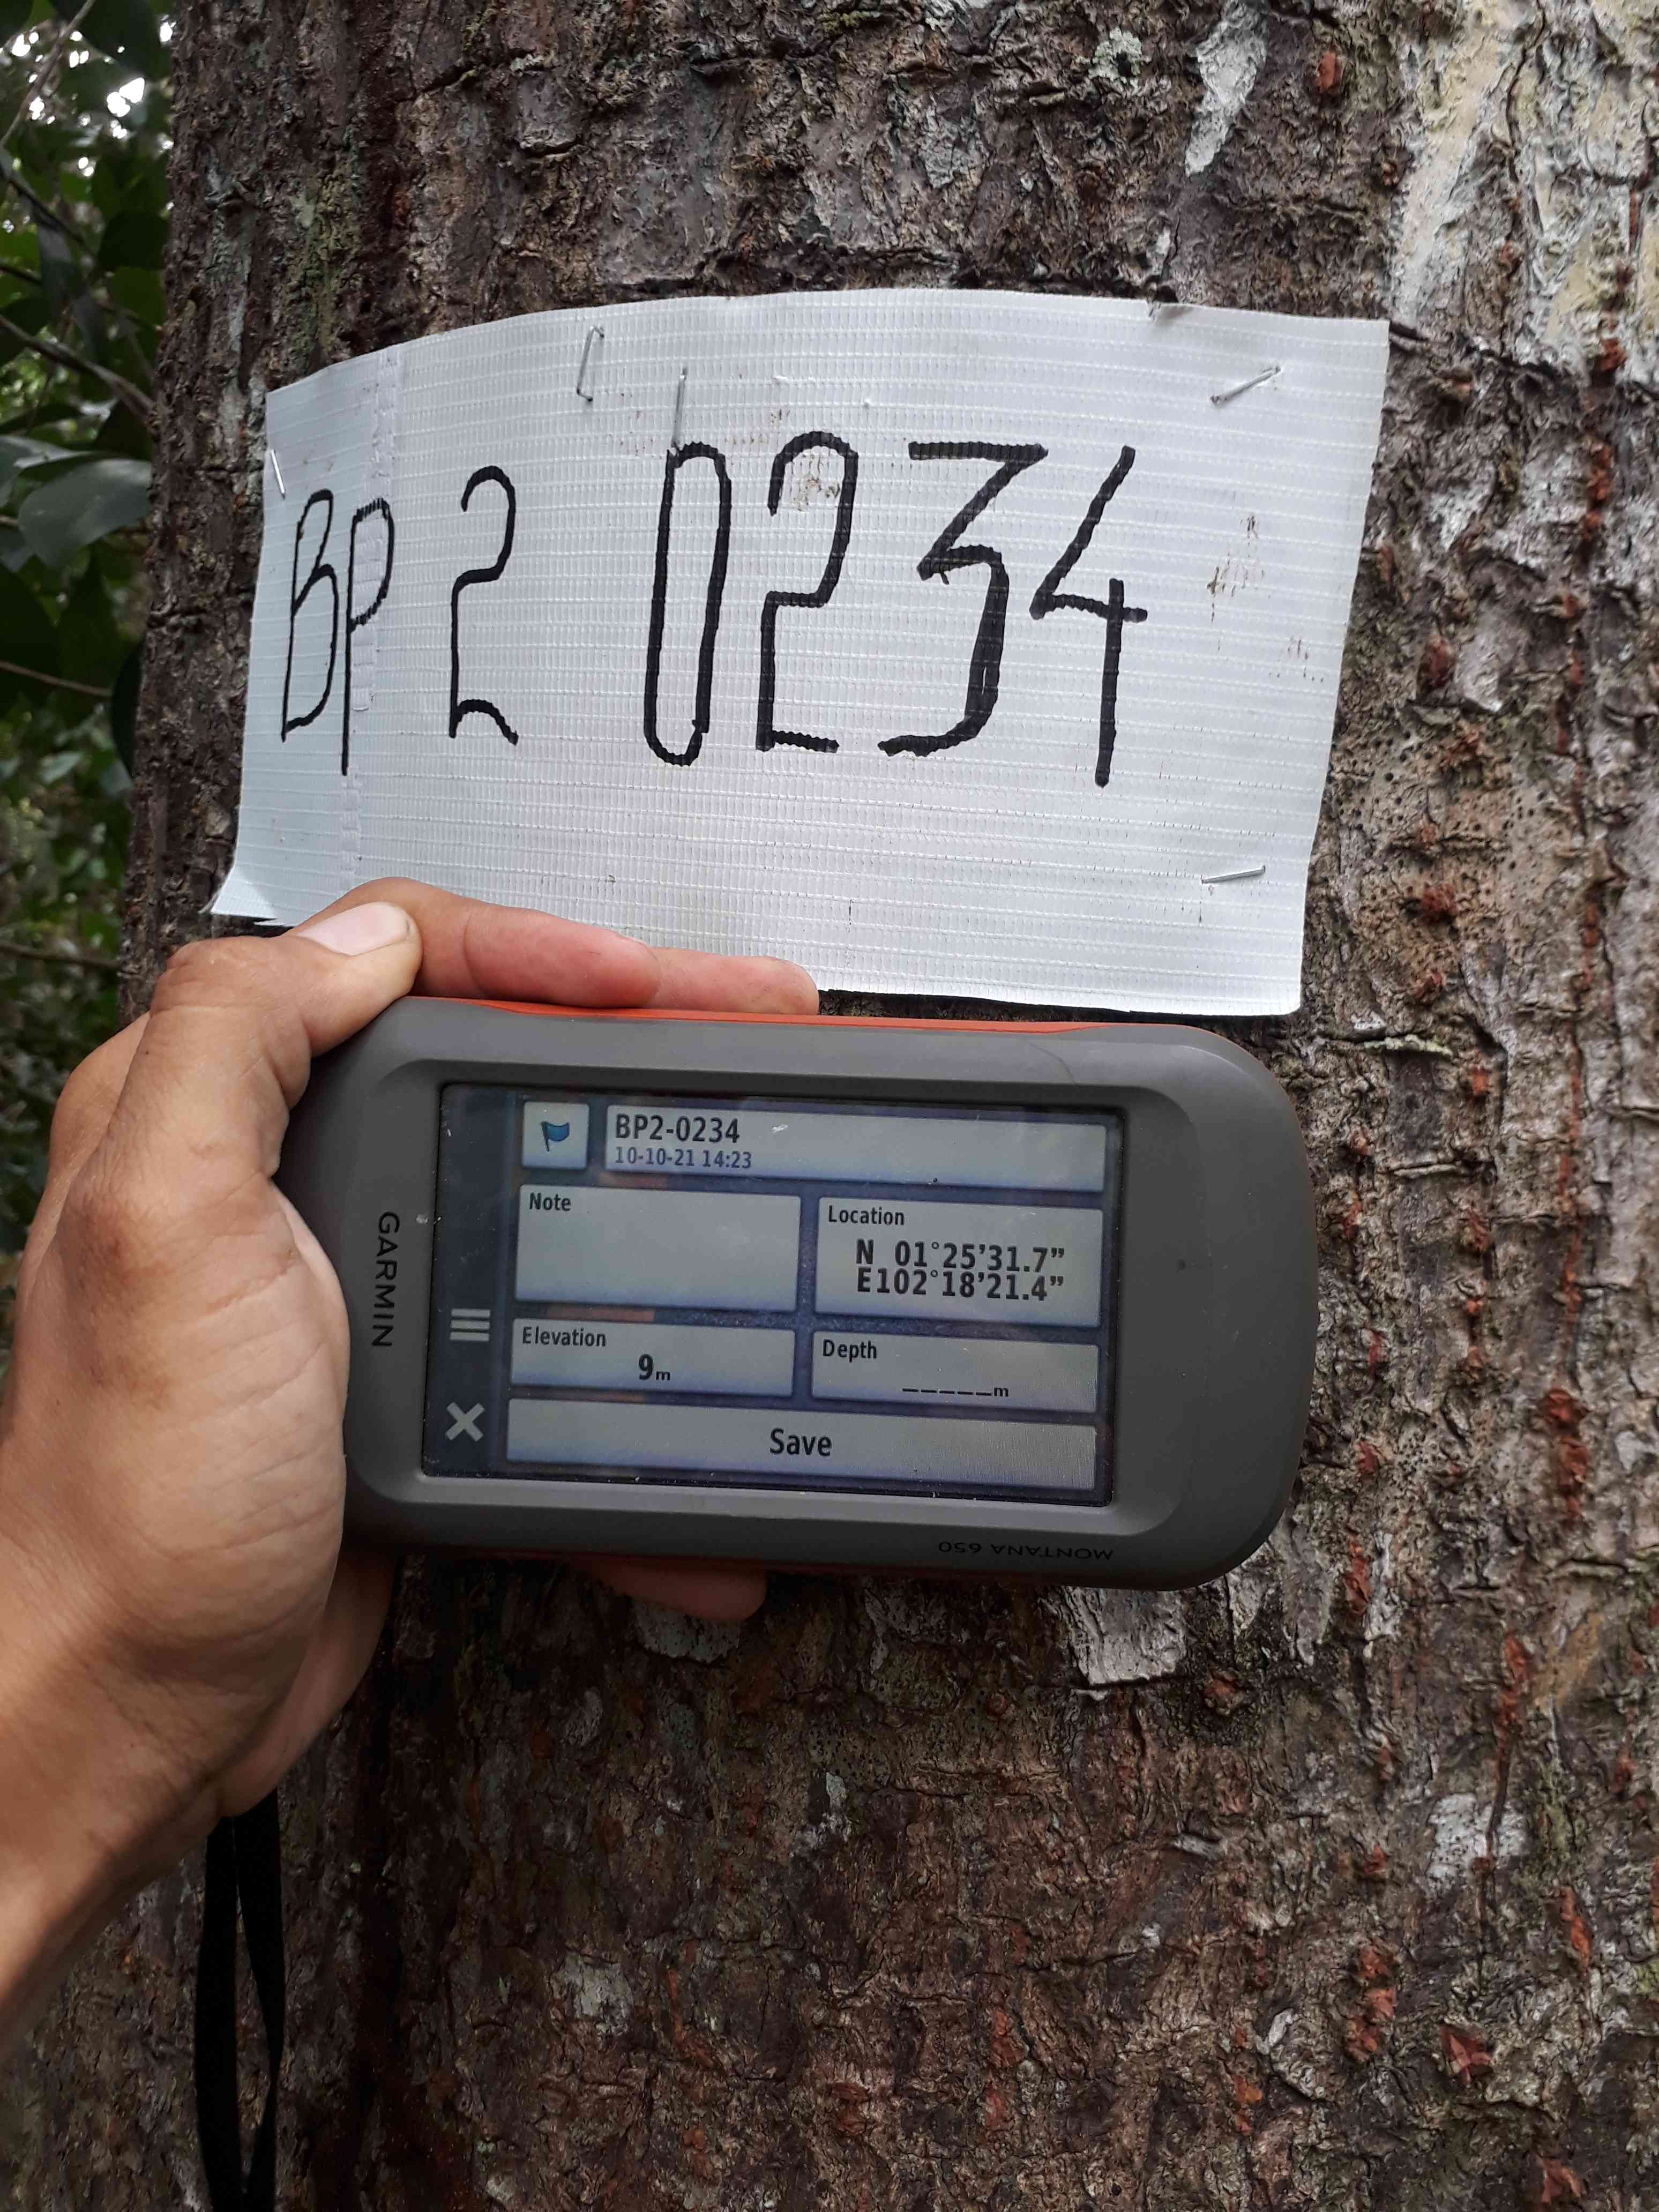 BP 2 0234
GARMIN
BP2-0234
10-10-21 14:23
Note
Location
N 01°25'31.7"
E102°18'21.4"
Elevation
9m
Depth
_____m
Save
MONTANA 650